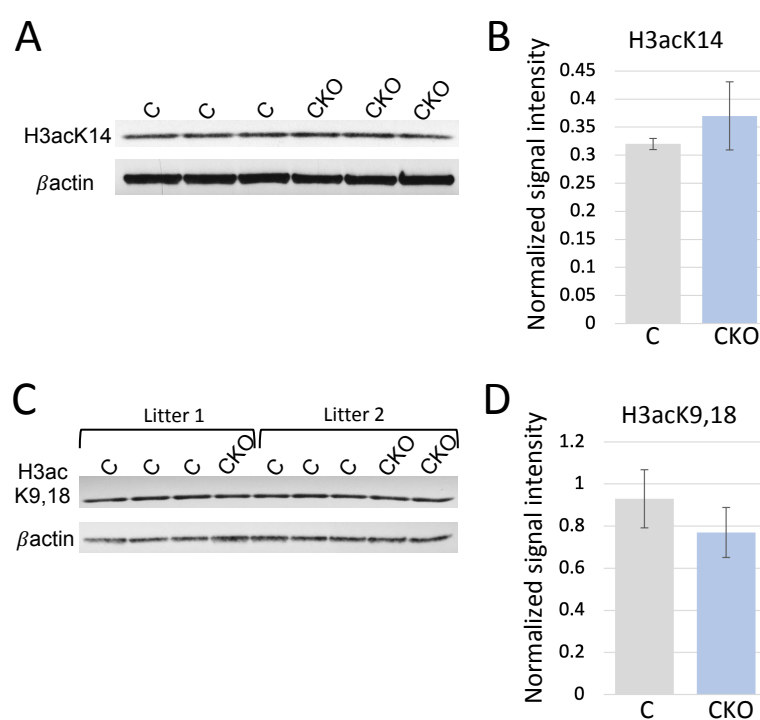 A
C C C CKO CKO CKO
H3acK14
βactin
B
H3acK14
Normalized signal intensity
0.45
0.4
0.35
0.3
0.25
0.2
0.15
0.1
0.05
0
C CKO
C
Litter 1 Litter 2
C C C CKO C C C CKO CKO
H3ac
K9,18
βactin
D
H3acK9,18
Normalized signal intensity
1.2
1
0.8
0.6
0.4
0.2
0
C CKO